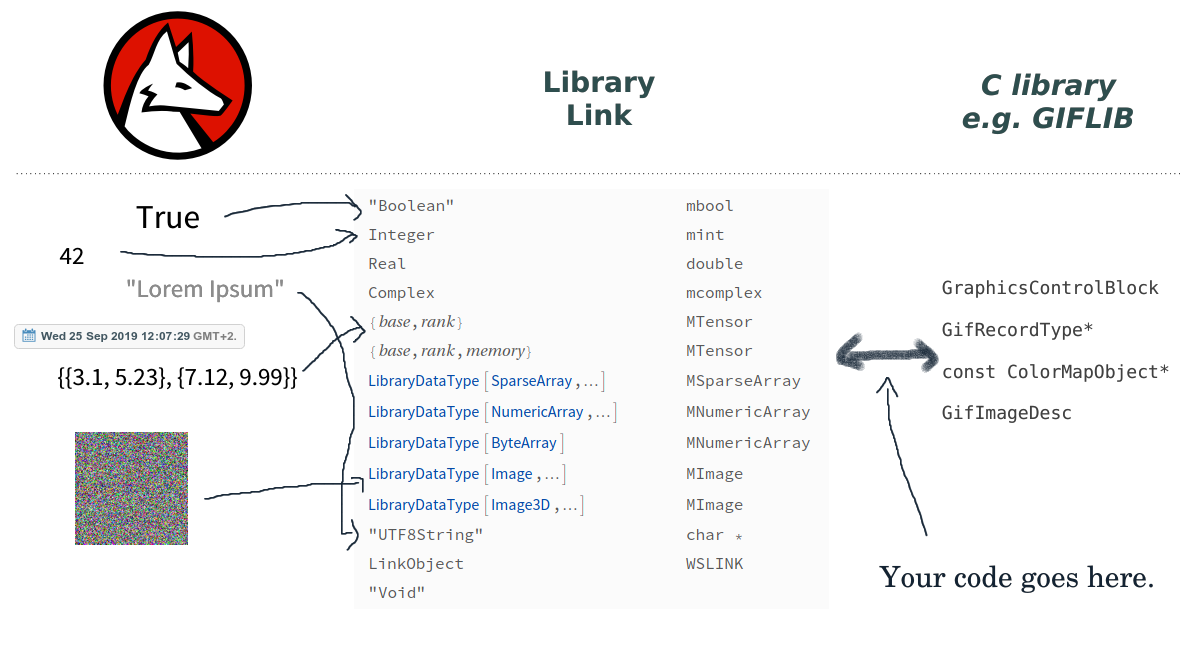 Library
Link
C library
e.g. GIFLIB
True
42
"Lorem Ipsum"
Wed 25 Sep 2019 12:07:29 GMT+2.
{{3.1, 5.23}, {7.12, 9.99}}
"Boolean" mbool
Integer mint
Real double
Complex mcomplex
{base, rank} MTensor
{base, rank, memory} MTensor
LibraryDataType[SparseArray, …] MSparseArray
LibraryDataType[NumericArray, …] MNumericArray
LibraryDataType[ByteArray] MNumericArray
LibraryDataType[Image, …] MImage
LibraryDataType[Image3D, …] MImage
"UTF8String" char *
LinkObject WSLINK
"Void"
GraphicsControlBlock
GifRecordType*
const ColorMapObject*
GifImageDesc
Your code goes here.